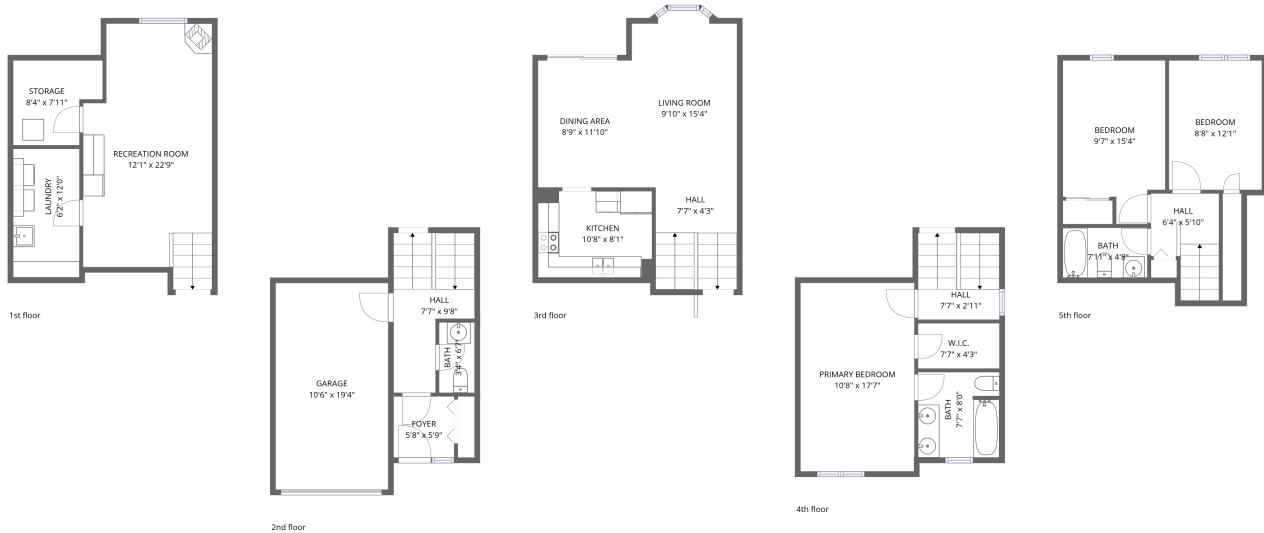 STORAGE
8'4" x 7'11"
RECREATION ROOM
12'1" x 22'9"
LAUNDRY
6'2" x 12'0"
1st floor
HALL
7'7" x 9'8"
BATH
3'4" x 6'7"
GARAGE
10'6" x 19'4"
FOYER
5'8" x 5'9"
2nd floor
LIVING ROOM
9'10" x 15'4"
DINING AREA
8'9" x 11'10"
HALL
7'7" x 4'3"
KITCHEN
10'8" x 8'1"
3rd floor
HALL
7'7" x 2'11"
W.I.C.
7'7" x 4'3"
PRIMARY BEDROOM
10'8" x 17'7"
BATH
7'7" x 8'0"
4th floor
BEDROOM
9'7" x 15'4"
BEDROOM
8'8" x 12'1"
HALL
6'4" x 5'10"
BATH
7'11" x 4'8"
5th floor